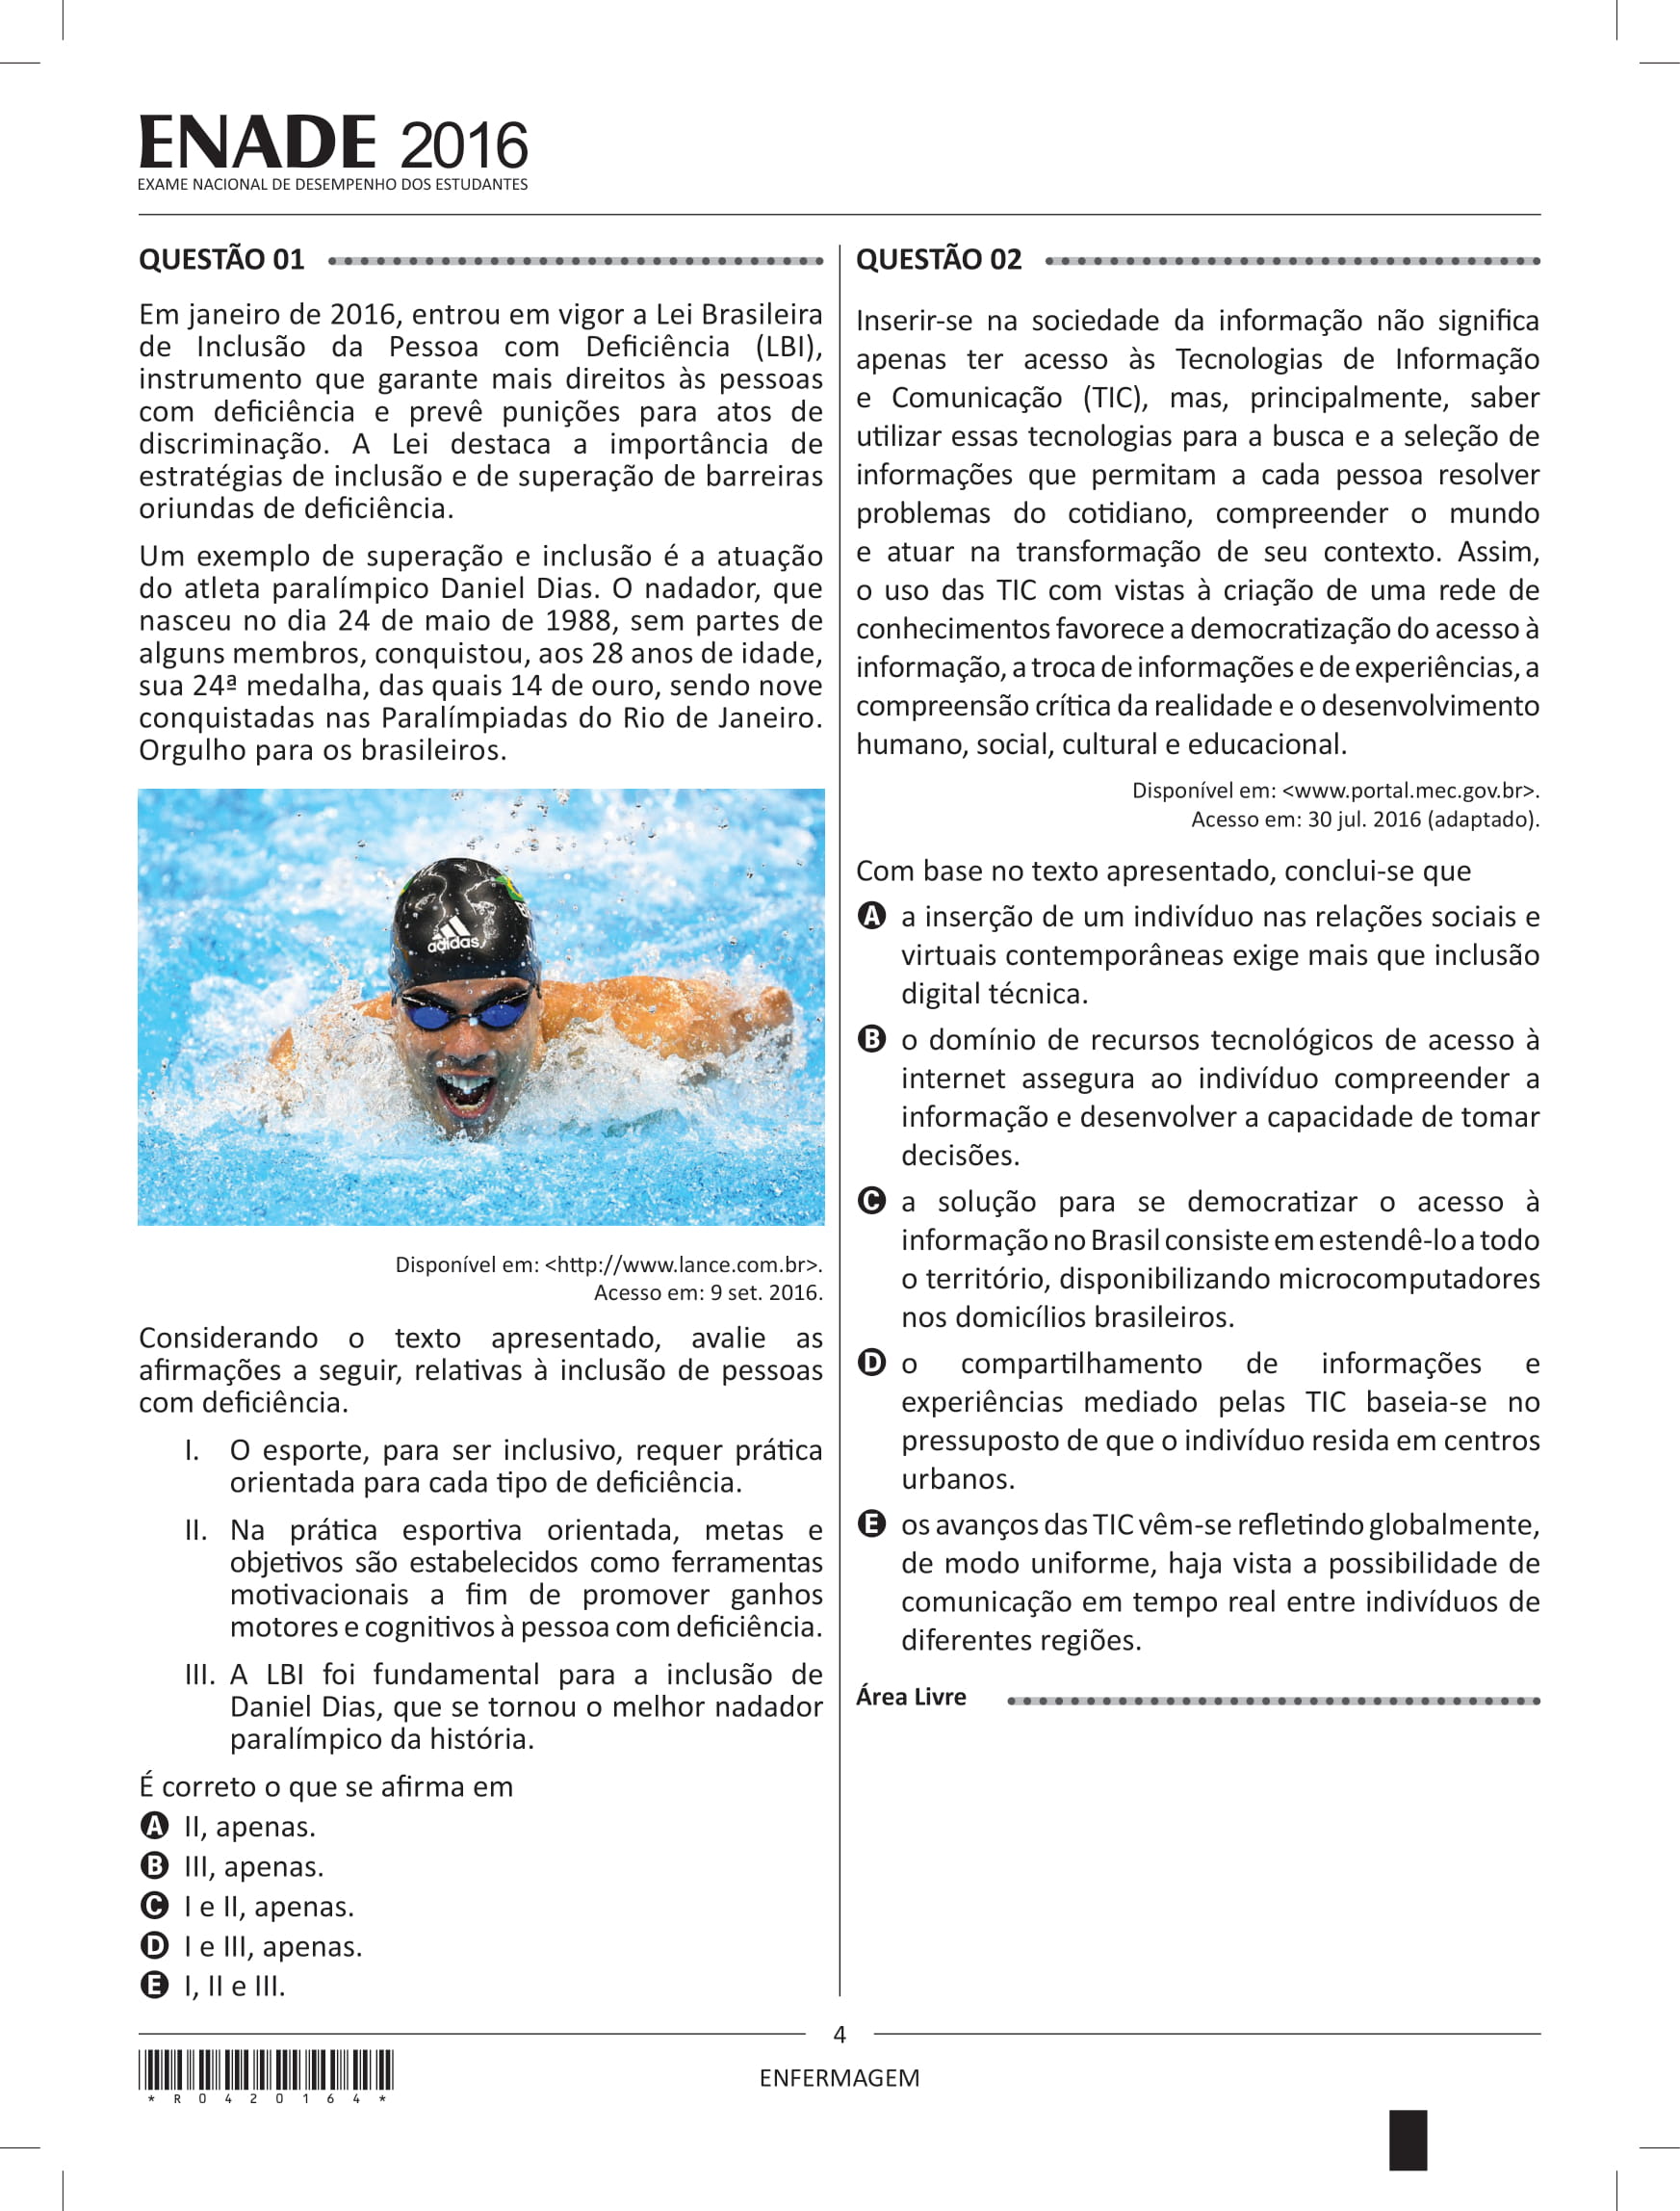 ENADE 2016
EXAME NACIONAL DE DESEMPENHO DOS ESTUDANTES
QUESTÃO 01
Em janeiro de 2016, entrou em vigor a Lei Brasileira
de Inclusão da Pessoa com Deficiência (LBI),
instrumento que garante mais direitos às pessoas
com deficiência e prevê punições para atos de
discriminação. A Lei destaca a importância de
estratégias de inclusão e de superação de barreiras
oriundas de deficiência.
Um exemplo de superação e inclusão é a atuação
do atleta paralímpico Daniel Dias. O nadador, que
nasceu no dia 24 de maio de 1988, sem partes de
alguns membros, conquistou, aos 28 anos de idade,
sua 24ª medalha, das quais 14 de ouro, sendo nove
conquistadas nas Paralímpiadas do Rio de Janeiro.
Orgulho para os brasileiros.
adidas
Disponível em: <http://www.lance.com.br>.
Acesso em: 9 set. 2016.
Considerando o texto apresentado, avalie as
afirmações a seguir, relativas à inclusão de pessoas
com deficiência.
I. O esporte, para ser inclusivo, requer prática
orientada para cada tipo de deficiência.
II. Na prática esportiva orientada, metas e
objetivos são estabelecidos como ferramentas
motivacionais a fim de promover ganhos
motores e cognitivos à pessoa com deficiência.
III. A LBI foi fundamental para a inclusão de
Daniel Dias, que se tornou o melhor nadador
paralímpico da história.
É correto o que se afirma em
A II, apenas.
B III, apenas.
C I e II, apenas.
D I e III, apenas.
E I, II e III.
QUESTÃO 02
Inserir-se na sociedade da informação não significa
apenas ter acesso às Tecnologias de Informação
e Comunicação (TIC), mas, principalmente, saber
utilizar essas tecnologias para a busca e a seleção de
informações que permitam a cada pessoa resolver
problemas do cotidiano, compreender o mundo
e atuar na transformação de seu contexto. Assim,
o uso das TIC com vistas à criação de uma rede de
conhecimentos favorece a democratização do acesso à
informação, a troca de informações e de experiências, a
compreensão crítica da realidade e o desenvolvimento
humano, social, cultural e educacional.
Disponível em: <www.portal.mec.gov.br>.
Acesso em: 30 jul. 2016 (adaptado).
Com base no texto apresentado, conclui-se que
A a inserção de um indivíduo nas relações sociais e
virtuais contemporâneas exige mais que inclusão
digital técnica.
B o domínio de recursos tecnológicos de acesso à
internet assegura ao indivíduo compreender a
informação e desenvolver a capacidade de tomar
decisões.
C a solução para se democratizar o acesso à
informação no Brasil consiste em estendê-lo a todo
o território, disponibilizando microcomputadores
nos domicílios brasileiros.
D o compartilhamento de informações e
experiências mediado pelas TIC baseia-se no
pressuposto de que o indivíduo resida em centros
urbanos.
E os avanços das TIC vêm-se refletindo globalmente,
de modo uniforme, haja vista a possibilidade de
comunicação em tempo real entre indivíduos de
diferentes regiões.
Área Livre
4
ENFERMAGEM
* R 0 4 2 0 1 6 4 *